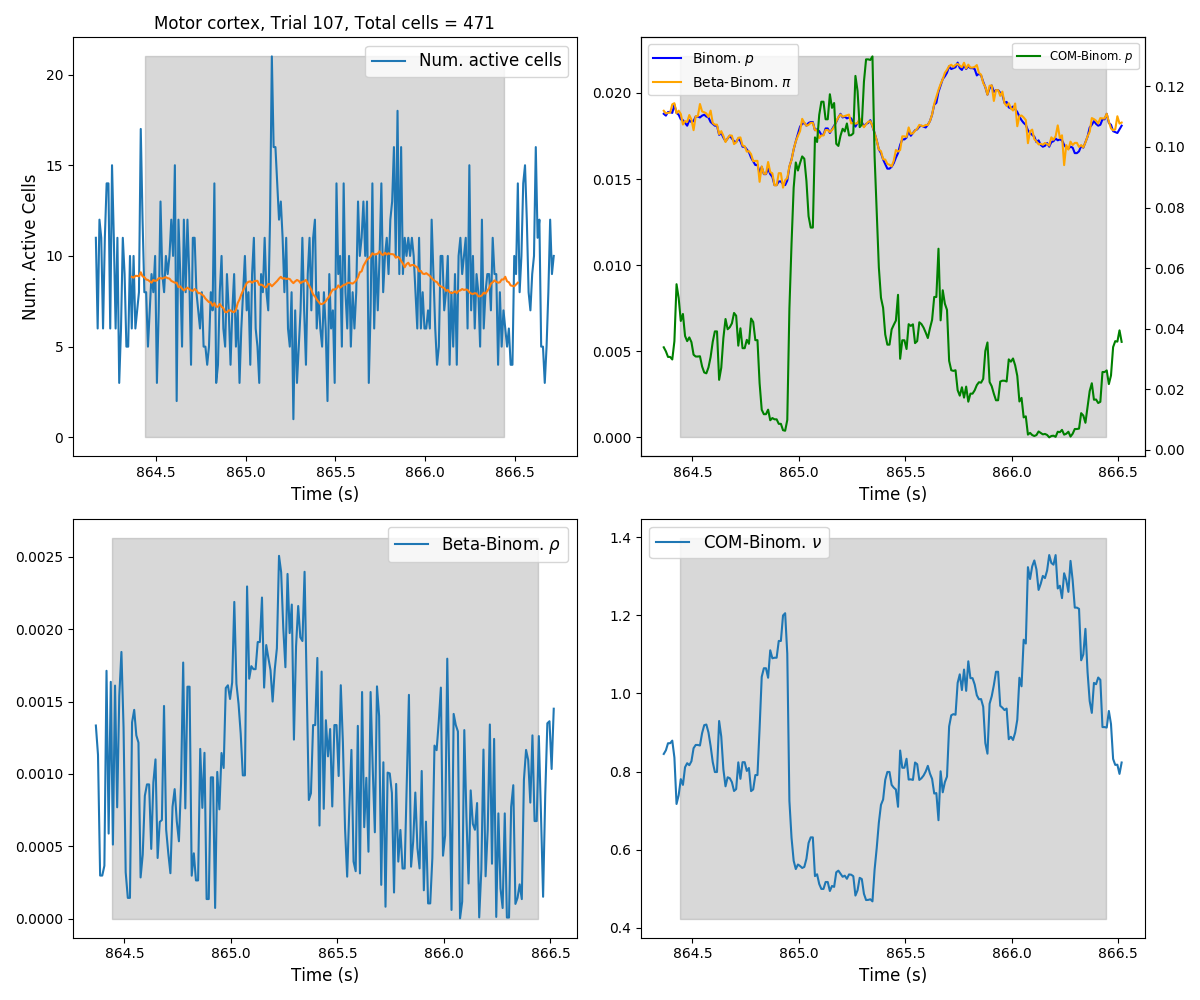 Motor cortex, Trial 107, Total cells = 471
Num. active cells
Num. Active Cells
20
15
10
5
0
864.5 865.0 865.5 866.0 866.5
Time (s)
Binom. p
Beta-Binom. π
COM-Binom. p
0.020
0.015
0.010
0.005
0.000
0.12
0.10
0.08
0.06
0.04
0.02
0.00
864.5 865.0 865.5 866.0 866.5
Time (s)
Beta-Binom. ρ
0.0025
0.0020
0.0015
0.0010
0.0005
0.0000
864.5 865.0 865.5 866.0 866.5
Time (s)
COM-Binom. ν
1.4
1.2
1.0
0.8
0.6
0.4
864.5 865.0 865.5 866.0 866.5
Time (s)